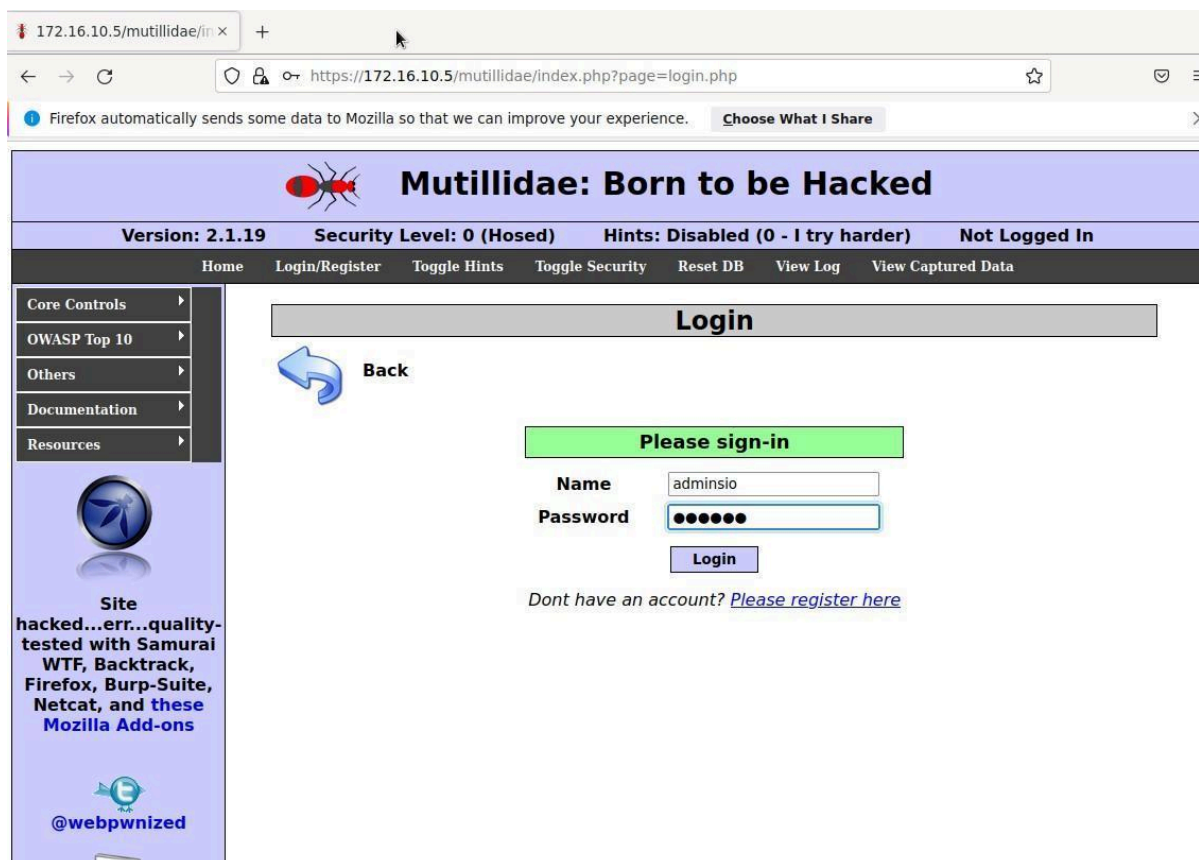 172.16.10.5/mutillidae/in
https://172.16.10.5/mutillidae/index.php?page=login.php
Firefox automatically sends some data to Mozilla so that we can improve your experience. Choose What I Share
Mutillidae: Born to be Hacked
Version: 2.1.19 Security Level: 0 (Hosed) Hints: Disabled (0 - I try harder) Not Logged In
Home Login/Register Toggle Hints Toggle Security Reset DB View Log View Captured Data
Core Controls
OWASP Top 10
Others
Documentation
Resources
Site
hacked...err...quality-
tested with Samurai
WTF, Backtrack,
Firefox, Burp-Suite,
Netcat, and these
Mozilla Add-ons
@webpwnized
Login
Back
Please sign-in
Name adminsio
Password ●●●●●●
Login
Dont have an account? Please register here